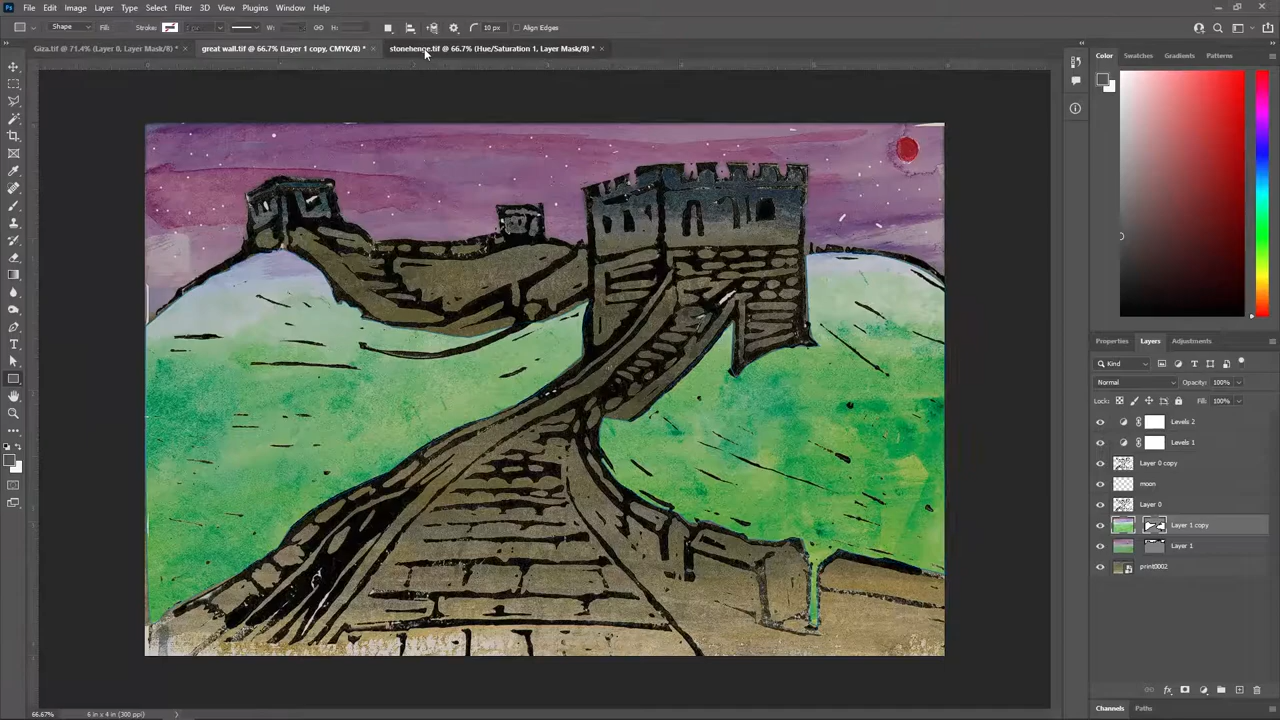 Ps File Edit Image Layer Type Select Filter 3D View Plugins Window Help
Shape Fill: Stroke: W: H: 10 px Align Edges
Giza.tif @ 71.4% (Layer 0, Layer Mask/8) * × great wall.tif @ 66.7% (Layer 1 copy, CMYK/8) * × stonehenge.tif @ 66.7% (Hue/Saturation 1, Layer Mask/8) * ×
Color Swatches Gradients Patterns
Properties Layers Adjustments
Kind
Normal Opacity: 100%
Lock: Fill: 100%
Levels 2
Levels 1
Layer 0 copy
moon
Layer 0
Layer 1 copy
Layer 1
print0002
fx
Channels Paths
66.67% 6 in x 4 in (300 ppi)